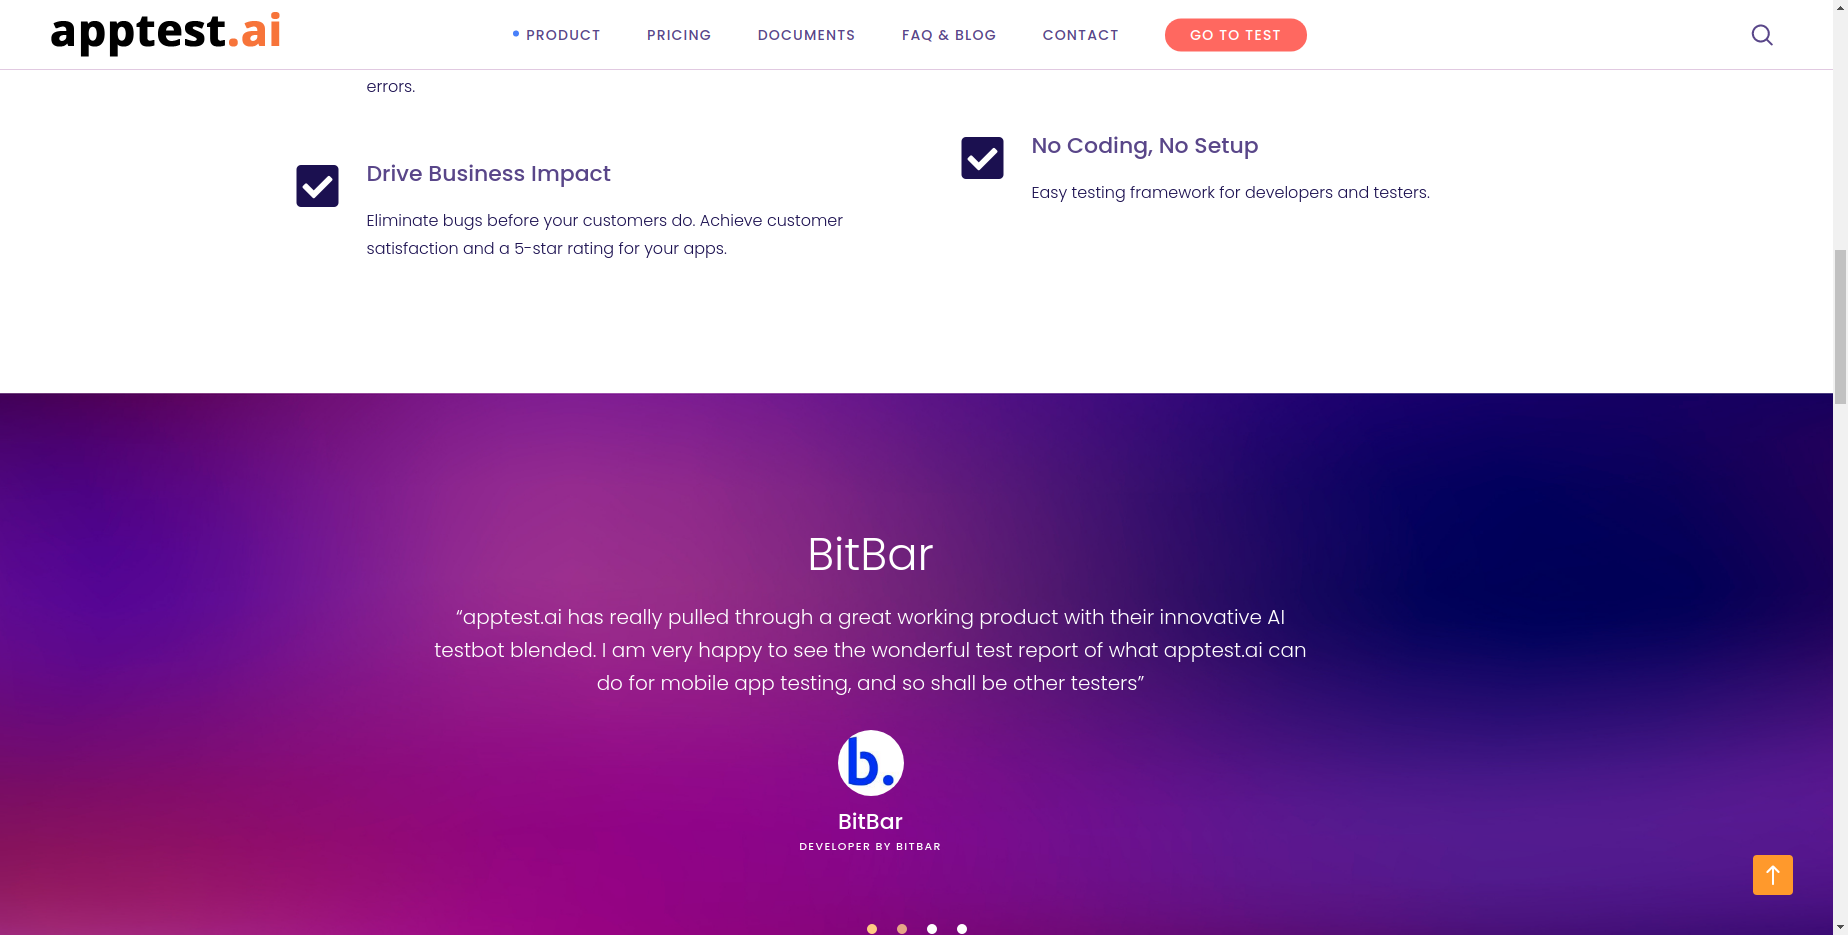 apptest.ai
PRODUCT
PRICING
DOCUMENTS
FAQ & BLOG
CONTACT
GO TO TEST
errors.
Drive Business Impact
Eliminate bugs before your customers do. Achieve customer
satisfaction and a 5-star rating for your apps.
No Coding, No Setup
Easy testing framework for developers and testers.
BitBar
“apptest.ai has really pulled through a great working product with their innovative AI
testbot blended. I am very happy to see the wonderful test report of what apptest.ai can
do for mobile app testing, and so shall be other testers”
b.
BitBar
DEVELOPER BY BITBAR